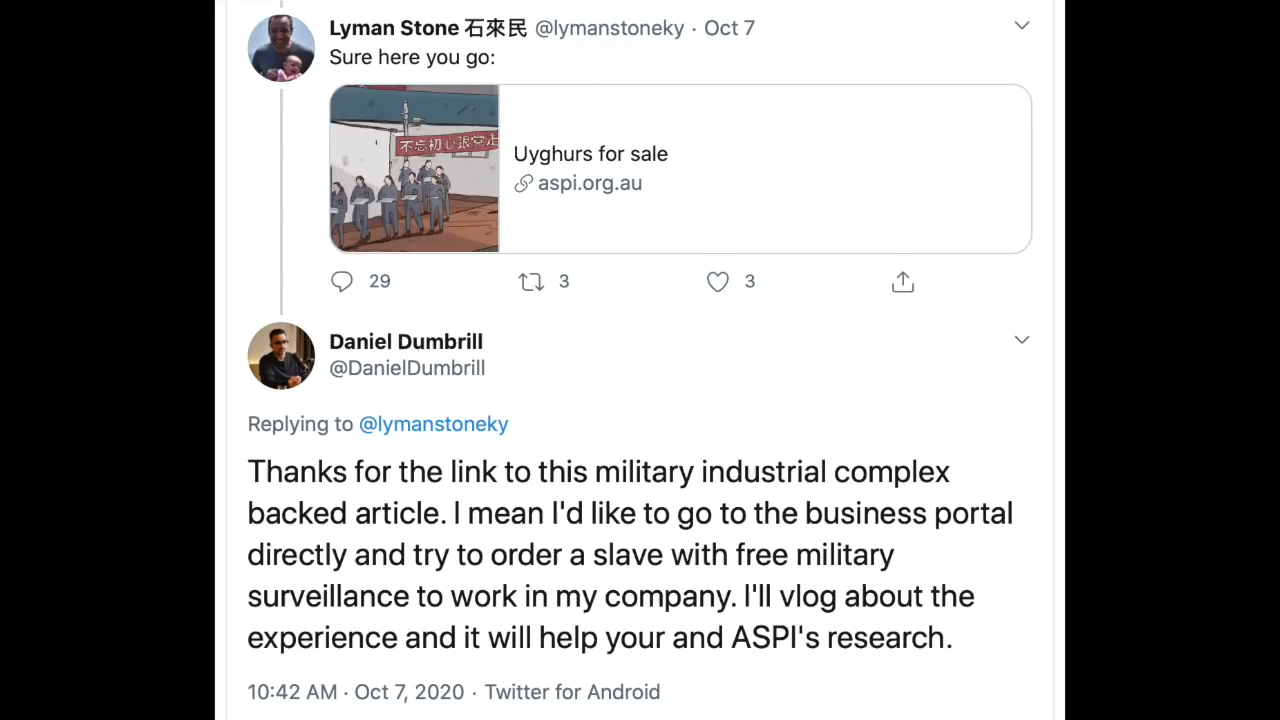 Lyman Stone 石來民 @lymanstoneky · Oct 7
Sure here you go:
不忘初心跟党走
Uyghurs for sale
aspi.org.au
29 3 3
Daniel Dumbrill
@DanielDumbrill
Replying to @lymanstoneky
Thanks for the link to this military industrial complex
backed article. I mean I'd like to go to the business portal
directly and try to order a slave with free military
surveillance to work in my company. I'll vlog about the
experience and it will help your and ASPI's research.
10:42 AM · Oct 7, 2020 · Twitter for Android